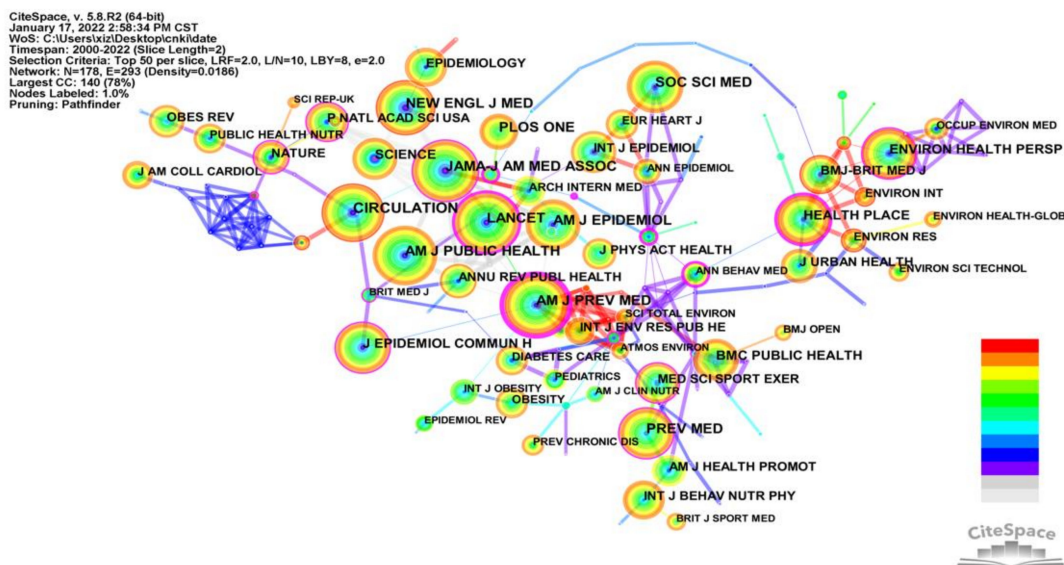 CiteSpace, v. 5.8.R2 (64-bit)
January 17, 2022 2:58:34 PM CST
WoS: C:\Users\xiz\Desktop\cnki\date
Timespan: 2000-2022 (Slice Length=2)
Selection Criteria: Top 50 per slice, LRF=2.0, L/N=10, LBY=8, e=2.0
Network: N=178, E=293 (Density=0.0186)
Largest CC: 140 (78%)
Nodes Labeled: 1.0%
Pruning: Pathfinder
EPIDEMIOLOGY
SOC SCI MED
SCI REP-UK
NEW ENGL J MED
OBES REV
P NATL ACAD SCI USA
PLOS ONE
EUR HEART J
OCCUP ENVIRON MED
PUBLIC HEALTH NUTR
NATURE
SCIENCE
INT J EPIDEMIOL
ENVIRON HEALTH PERSP
J AM COLL CARDIOL
JAMA-J AM MED ASSOC
ANN EPIDEMIOL
BMJ-BRIT MED J
ARCH INTERN MED
ENVIRON INT
CIRCULATION
LANCET
AM J EPIDEMIOL
HEALTH PLACE
ENVIRON HEALTH-GLOB
ENVIRON RES
AM J PUBLIC HEALTH
J PHYS ACT HEALTH
J URBAN HEALTH
ANNU REV PUBL HEALTH
ANN BEHAV MED
ENVIRON SCI TECHNOL
BRIT MED J
AM J PREV MED
SCI TOTAL ENVIRON
INT J ENV RES PUB HE
BMJ OPEN
J EPIDEMIOL COMMUN H
ATMOS ENVIRON
DIABETES CARE
BMC PUBLIC HEALTH
PEDIATRICS
MED SCI SPORT EXER
INT J OBESITY
AM J CLIN NUTR
OBESITY
EPIDEMIOL REV
PREV MED
PREV CHRONIC DIS
AM J HEALTH PROMOT
INT J BEHAV NUTR PHY
BRIT J SPORT MED
CiteSpace